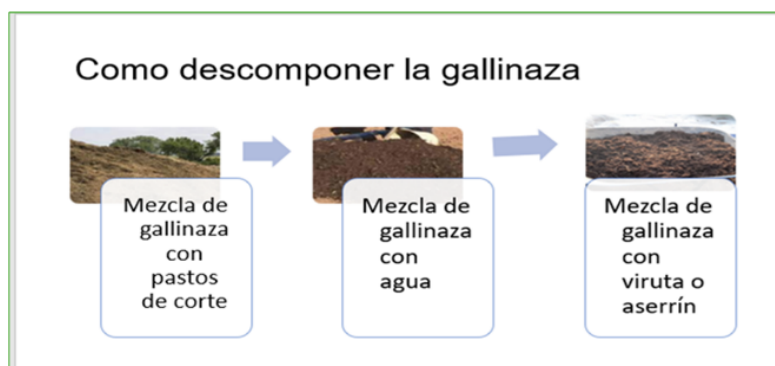 Como descomponer la gallinaza
Mezcla de
gallinaza
con
pastos
de corte
Mezcla de
gallinaza
con
agua
Mezcla de
gallinaza
con
viruta o
aserrín